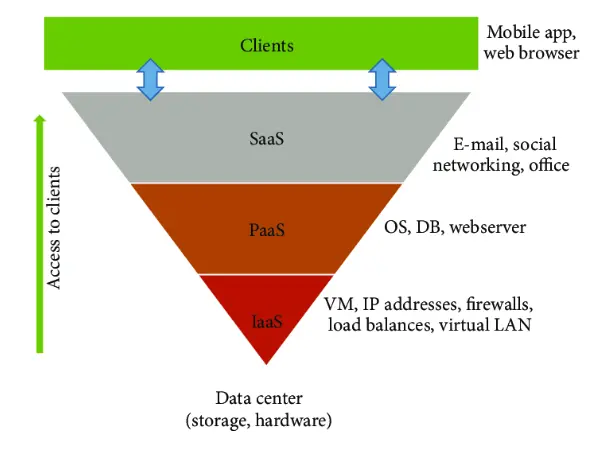 Clients
Mobile app,
web browser
SaaS
E-mail, social
networking, office
Access to clients
PaaS
OS, DB, webserver
IaaS
VM, IP addresses, firewalls,
load balances, virtual LAN
Data center
(storage, hardware)